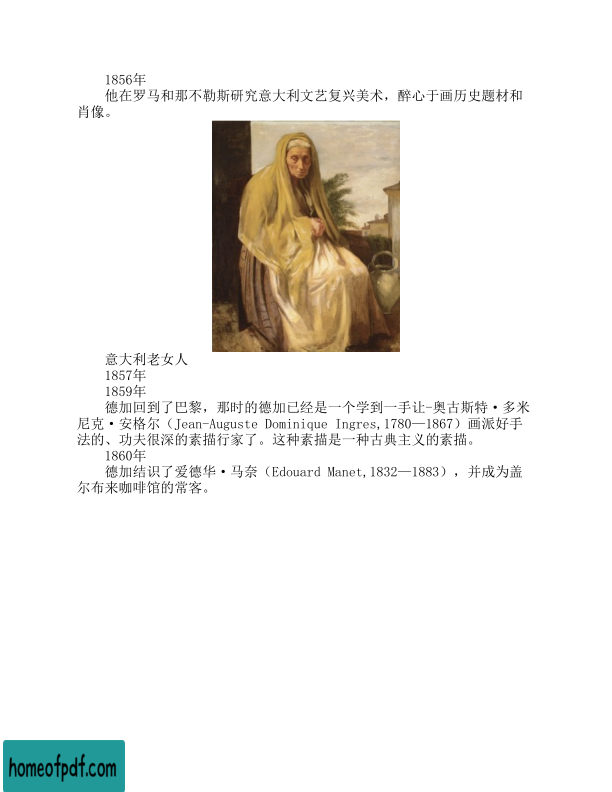 1856年
他在罗马和那不勒斯研究意大利文艺复兴美术，醉心于画历史题材和
肖像。
意大利老女人
1857年
1859年
德加回到了巴黎，那时的德加已经是一个学到一手让-奥古斯特·多米
尼克·安格尔（Jean-Auguste Dominique Ingres,1780—1867）画派好手
法的、功夫很深的素描行家了。这种素描是一种古典主义的素描。
1860年
德加结识了爱德华·马奈（Edouard Manet,1832—1883），并成为盖
尔布来咖啡馆的常客。
homeofpdf.com